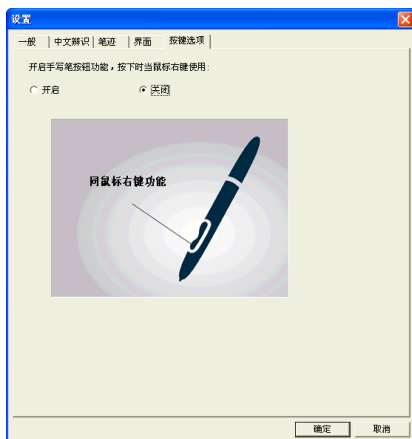 设置
一般 中文辨识 笔迹 界面 按键选项
开启手写笔按钮功能，按下时当鼠标右键使用:
开启 关闭
同鼠标右键功能
确定 取消